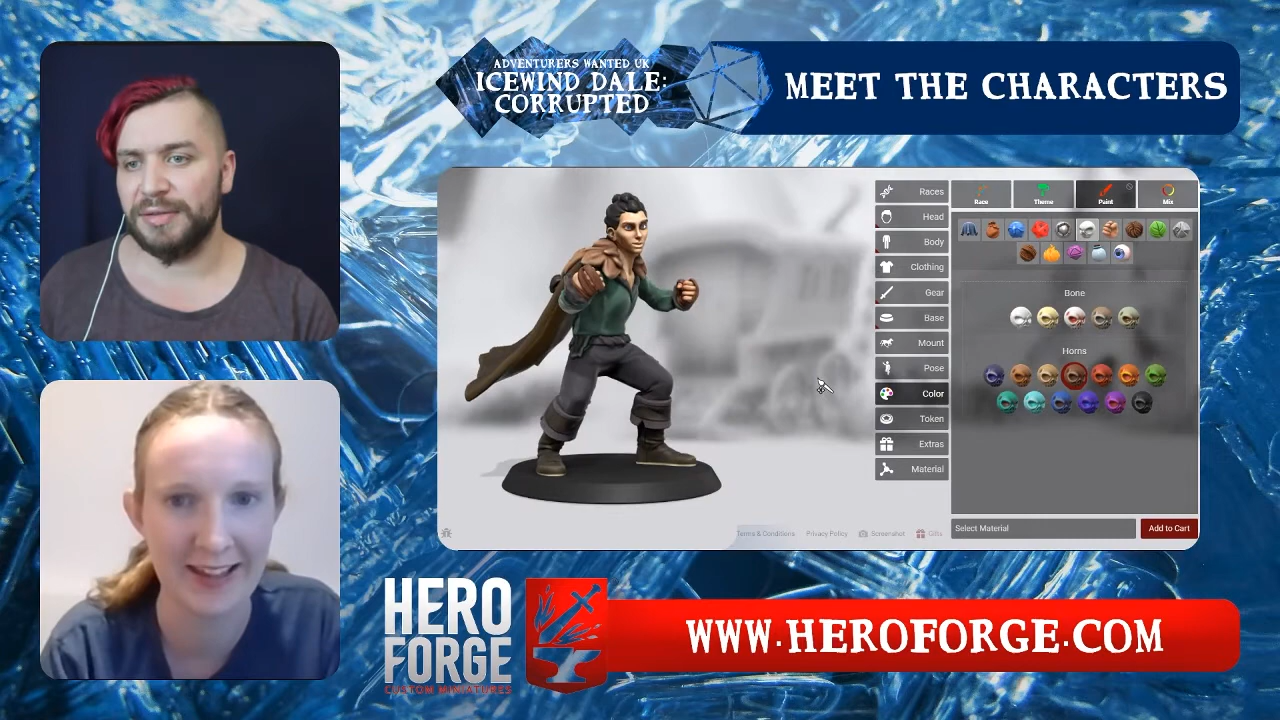 ADVENTURERS WANTED UK
ICEWIND DALE:
CORRUPTED
MEET THE CHARACTERS
Races
Head
Body
Clothing
Gear
Base
Mount
Pose
Color
Token
Extras
Material
Race
Theme
Paint
Mix
Bone
Horns
Terms & Conditions
Privacy Policy
Screenshot
Gifts
Select Material
Add to Cart
HERO
FORGE
CUSTOM MINIATURES
WWW.HEROFORGE.COM